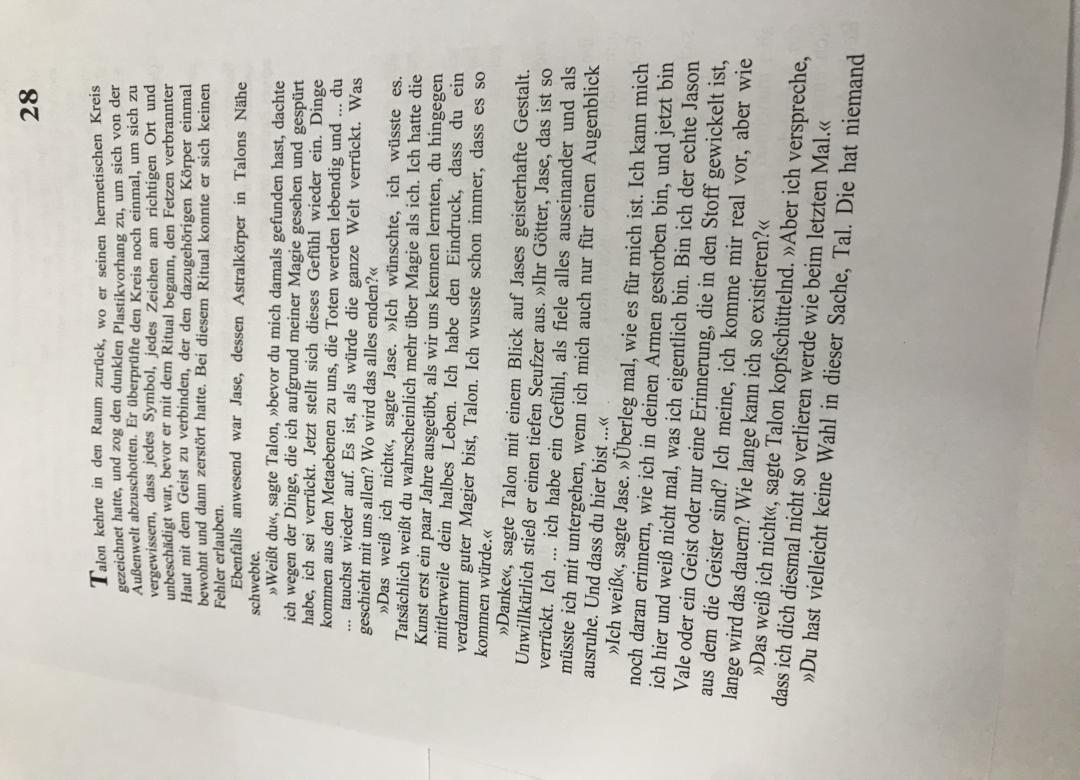 28
Talon kehrte in den Raum zurück, wo er seinen hermetischen Kreis
gezeichnet hatte, und zog den dunklen Plastikvorhang zu, um sich von der
Außenwelt abzuschotten. Er überprüfte den Kreis noch einmal, um sich zu
vergewissern, dass jedes Symbol, jedes Zeichen am richtigen Ort und
unbeschädigt war, bevor er mit dem Ritual begann, den Fetzen verbrannter
Haut mit dem Geist zu verbinden, der den dazugehörigen Körper einmal
bewohnt und dann zerstört hatte. Bei diesem Ritual konnte er sich keinen
Fehler erlauben.
Ebenfalls anwesend war Jase, dessen Astralkörper in Talons Nähe
schwebte.
»Weißt du«, sagte Talon, »bevor du mich damals gefunden hast, dachte
ich wegen der Dinge, die ich aufgrund meiner Magie gesehen und gespürt
habe, ich sei verrückt. Jetzt stellt sich dieses Gefühl wieder ein. Dinge
kommen aus den Metaebenen zu uns, die Toten werden lebendig und ... du
... tauchst wieder auf. Es ist, als würde die ganze Welt verrückt. Was
geschieht mit uns allen? Wo wird das alles enden?«
»Das weiß ich nicht«, sagte Jase. »Ich wünschte, ich wüsste es.
Tatsächlich weißt du wahrscheinlich mehr über Magie als ich. Ich hatte die
Kunst erst ein paar Jahre ausgeübt, als wir uns kennen lernten, du hingegen
mittlerweile dein halbes Leben. Ich habe den Eindruck, dass du ein
verdammt guter Magier bist, Talon. Ich wusste schon immer, dass es so
kommen würde.«
»Danke«, sagte Talon mit einem Blick auf Jases geisterhafte Gestalt.
Unwillkürlich stieß er einen tiefen Seufzer aus. »Ihr Götter, Jase, das ist so
verrückt. Ich ... ich habe ein Gefühl, als fiele alles auseinander und als
müsste ich mit untergehen, wenn ich mich auch nur für einen Augenblick
ausruhe. Und dass du hier bist ...«
»Ich weiß«, sagte Jase. »Überleg mal, wie es für mich ist. Ich kann mich
noch daran erinnern, wie ich in deinen Armen gestorben bin, und jetzt bin
ich hier und weiß nicht mal, was ich eigentlich bin. Bin ich der echte Jason
Vale oder ein Geist oder nur eine Erinnerung, die in den Stoff gewickelt ist,
aus dem die Geister sind? Ich meine, ich komme mir real vor, aber wie
lange wird das dauern? Wie lange kann ich so existieren?«
»Das weiß ich nicht«, sagte Talon kopfschüttelnd. »Aber ich verspreche,
dass ich dich diesmal nicht so verlieren werde wie beim letzten Mal.«
»Du hast vielleicht keine Wahl in dieser Sache, Tal. Die hat niemand